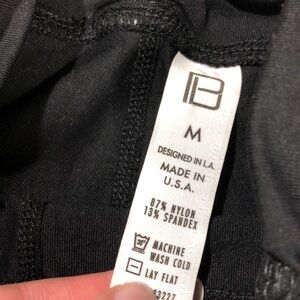 B
M
DESIGNED IN L.A.
MADE IN
U.S.A.
87% NYLON
13% SPANDEX
MACHINE
WASH COLD
LAY FLAT